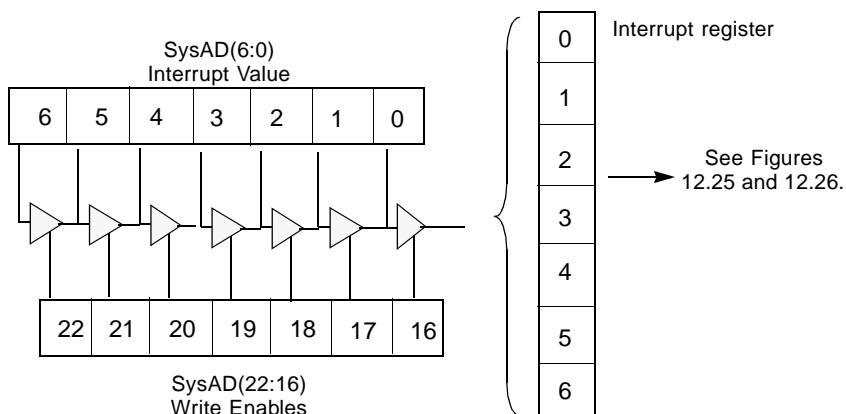 SysAD(6:0)
Interrupt Value
6 5 4 3 2 1 0
22 21 20 19 18 17 16
SysAD(22:16)
Write Enables
0
1
2
3
4
5
6
Interrupt register
See Figures
12.25 and 12.26.